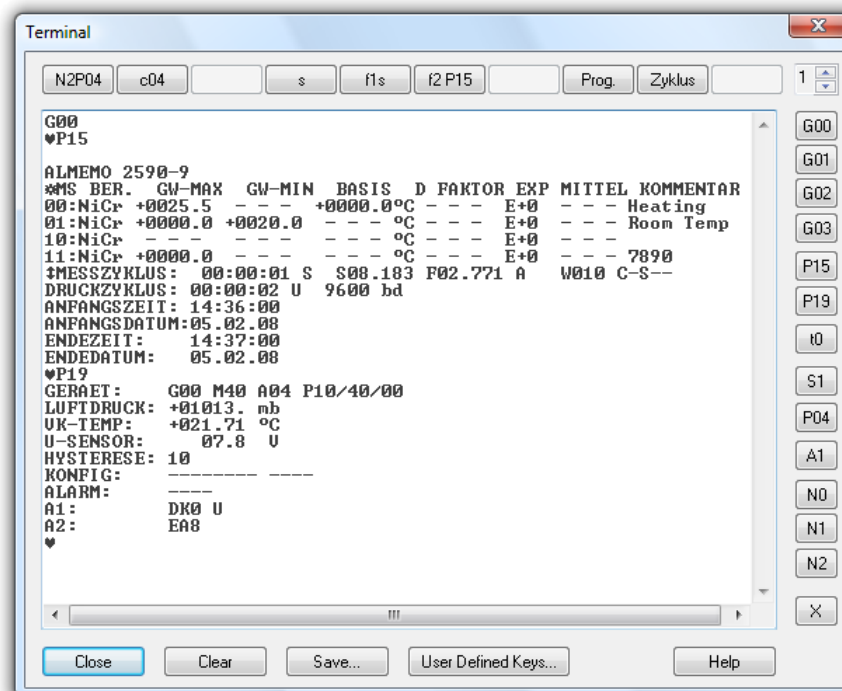 Terminal
N2P04 c04 s f1s f2 P15 Prog. Zyklus 1
G00
♥P15
ALMEMO 2590-9
*MS BER. GW-MAX GW-MIN BASIS D FAKTOR EXP MITTEL KOMMENTAR
00:NiCr +0025.5 - - - +0000.0ºC - - - E+0 - - - Heating
01:NiCr +0000.0 +0020.0 - - - ºC - - - E+0 - - - Room Temp
10:NiCr - - - - - - - - - ºC - - - E+0 - - -
11:NiCr +0000.0 - - - - - - ºC - - - E+0 - - - 7890
‡MESSZYKLUS: 00:00:01 S S08.183 F02.771 A W010 C-S--
DRUCKZYKLUS: 00:00:02 U 9600 bd
ANFANGSZEIT: 14:36:00
ANFANGSDATUM:05.02.08
ENDEZEIT: 14:37:00
ENDEDATUM: 05.02.08
♥P19
GERAET: G00 M40 A04 P10/40/00
LUFTDRUCK: +01013. mb
VK-TEMP: +021.71 ºC
U-SENSOR: 07.8 V
HYSTERESE: 10
KONFIG: -------- ----
ALARM: ----
A1: DK0 U
A2: EA8
♥
G00
G01
G02
G03
P15
P19
t0
S1
P04
A1
N0
N1
N2
X
Close Clear Save... User Defined Keys... Help